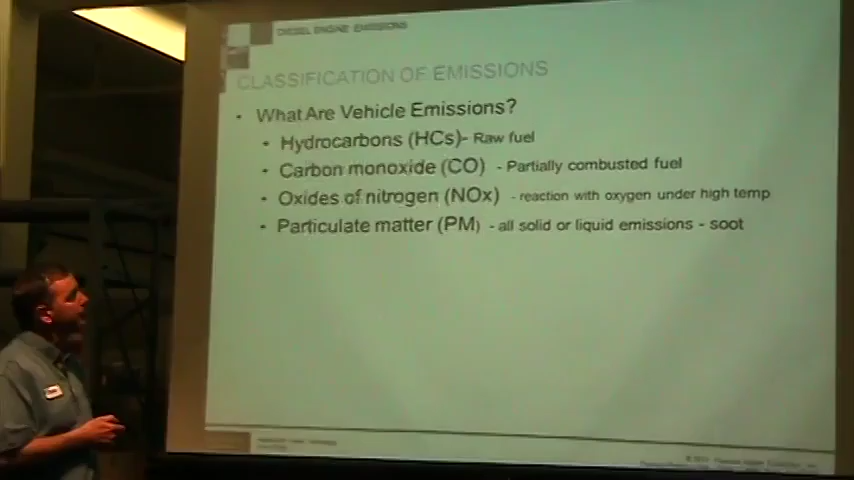 DIESEL ENGINE EMISSIONS
CLASSIFICATION OF EMISSIONS
• What Are Vehicle Emissions?
• Hydrocarbons (HCs)- Raw fuel
• Carbon monoxide (CO) - Partially combusted fuel
• Oxides of nitrogen (NOx) - reaction with oxygen under high temp
• Particulate matter (PM) - all solid or liquid emissions - soot